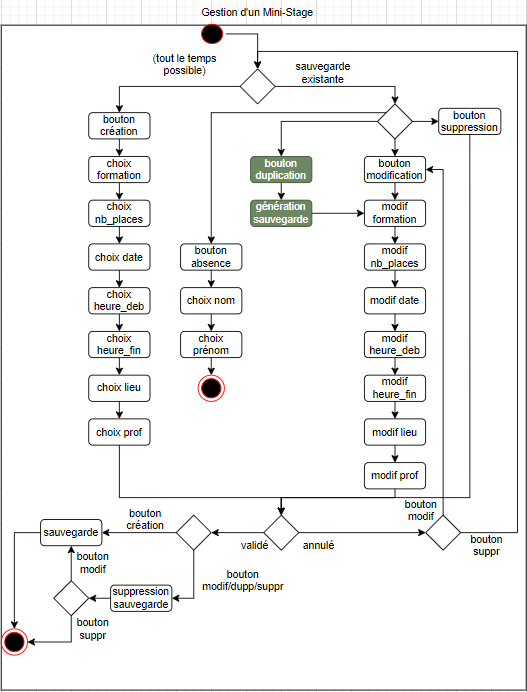 Gestion d'un Mini-Stage
(tout le temps
possible)
sauvegarde
existante
bouton
création
choix
formation
choix
nb_places
choix date
choix
heure_deb
choix
heure_fin
choix lieu
choix prof
bouton
absence
choix nom
choix
prénom
bouton
duplication
génération
sauvegarde
bouton
modification
modif
formation
modif
nb_places
modif date
modif
heure_deb
modif
heure_fin
modif lieu
modif prof
bouton
suppression
bouton
modif
bouton
suppr
annulé
validé
bouton
création
sauvegarde
bouton
modif/dupp/suppr
suppression
sauvegarde
bouton
modif
bouton
suppr